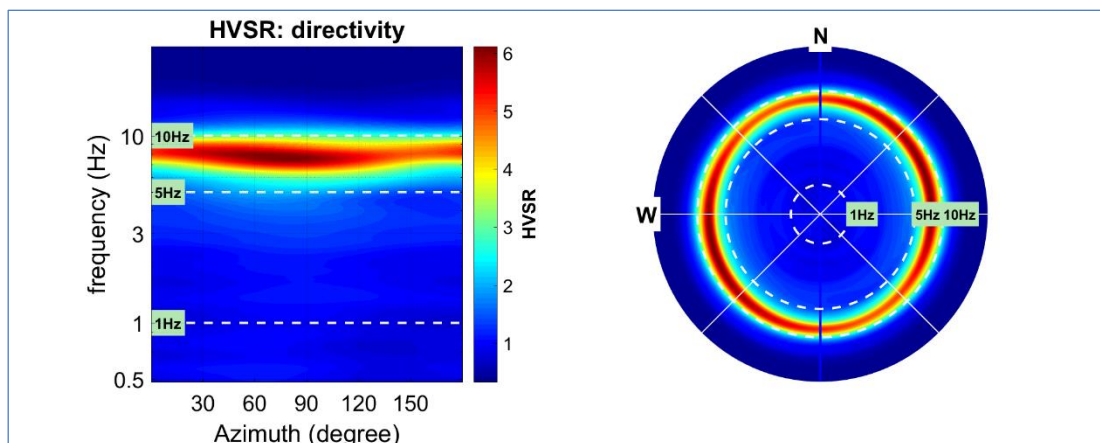 HVSR: directivity
frequency (Hz)
10
3
1
0.5
10Hz
5Hz
1Hz
30 60 90 120 150
Azimuth (degree)
6
5
4
3
2
1
HVSR
N
W
1Hz 5Hz 10Hz